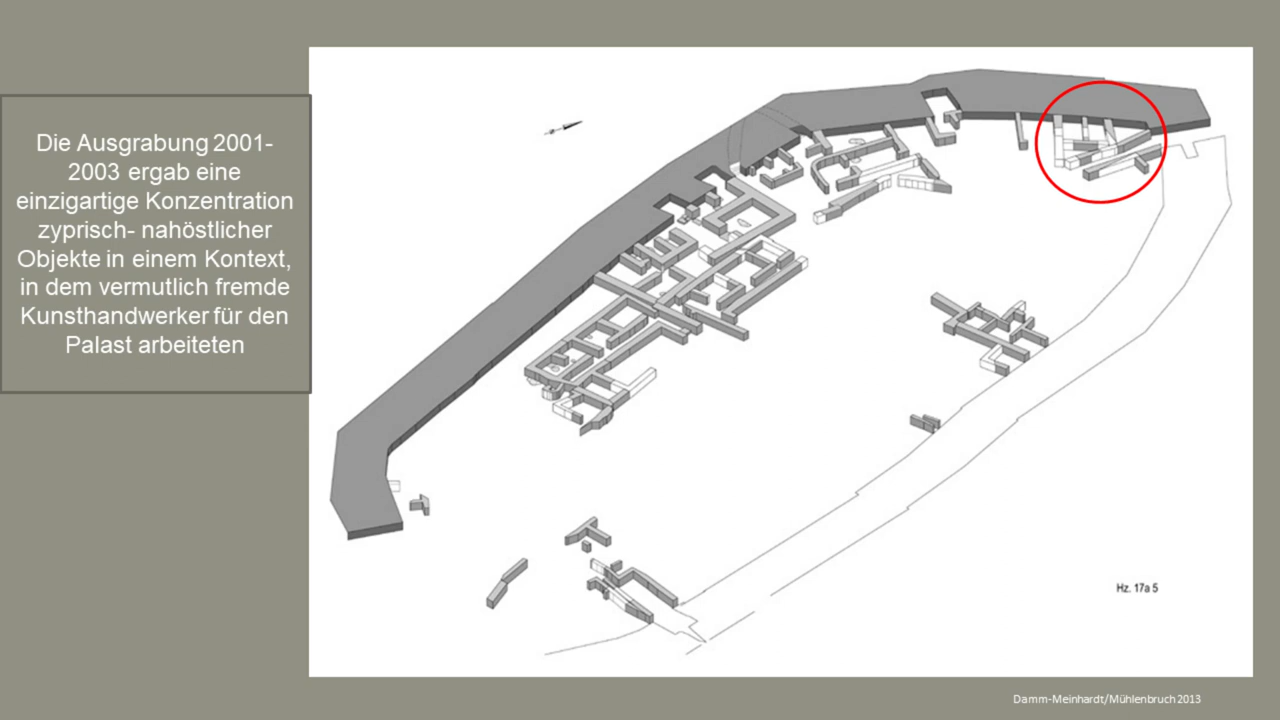 Die Ausgrabung 2001-
2003 ergab eine
einzigartige Konzentration
zyprisch- nahöstlicher
Objekte in einem Kontext,
in dem vermutlich fremde
Kunsthandwerker für den
Palast arbeiteten
Hz. 17a 5
Damm-Meinhardt/Mühlenbruch 2013